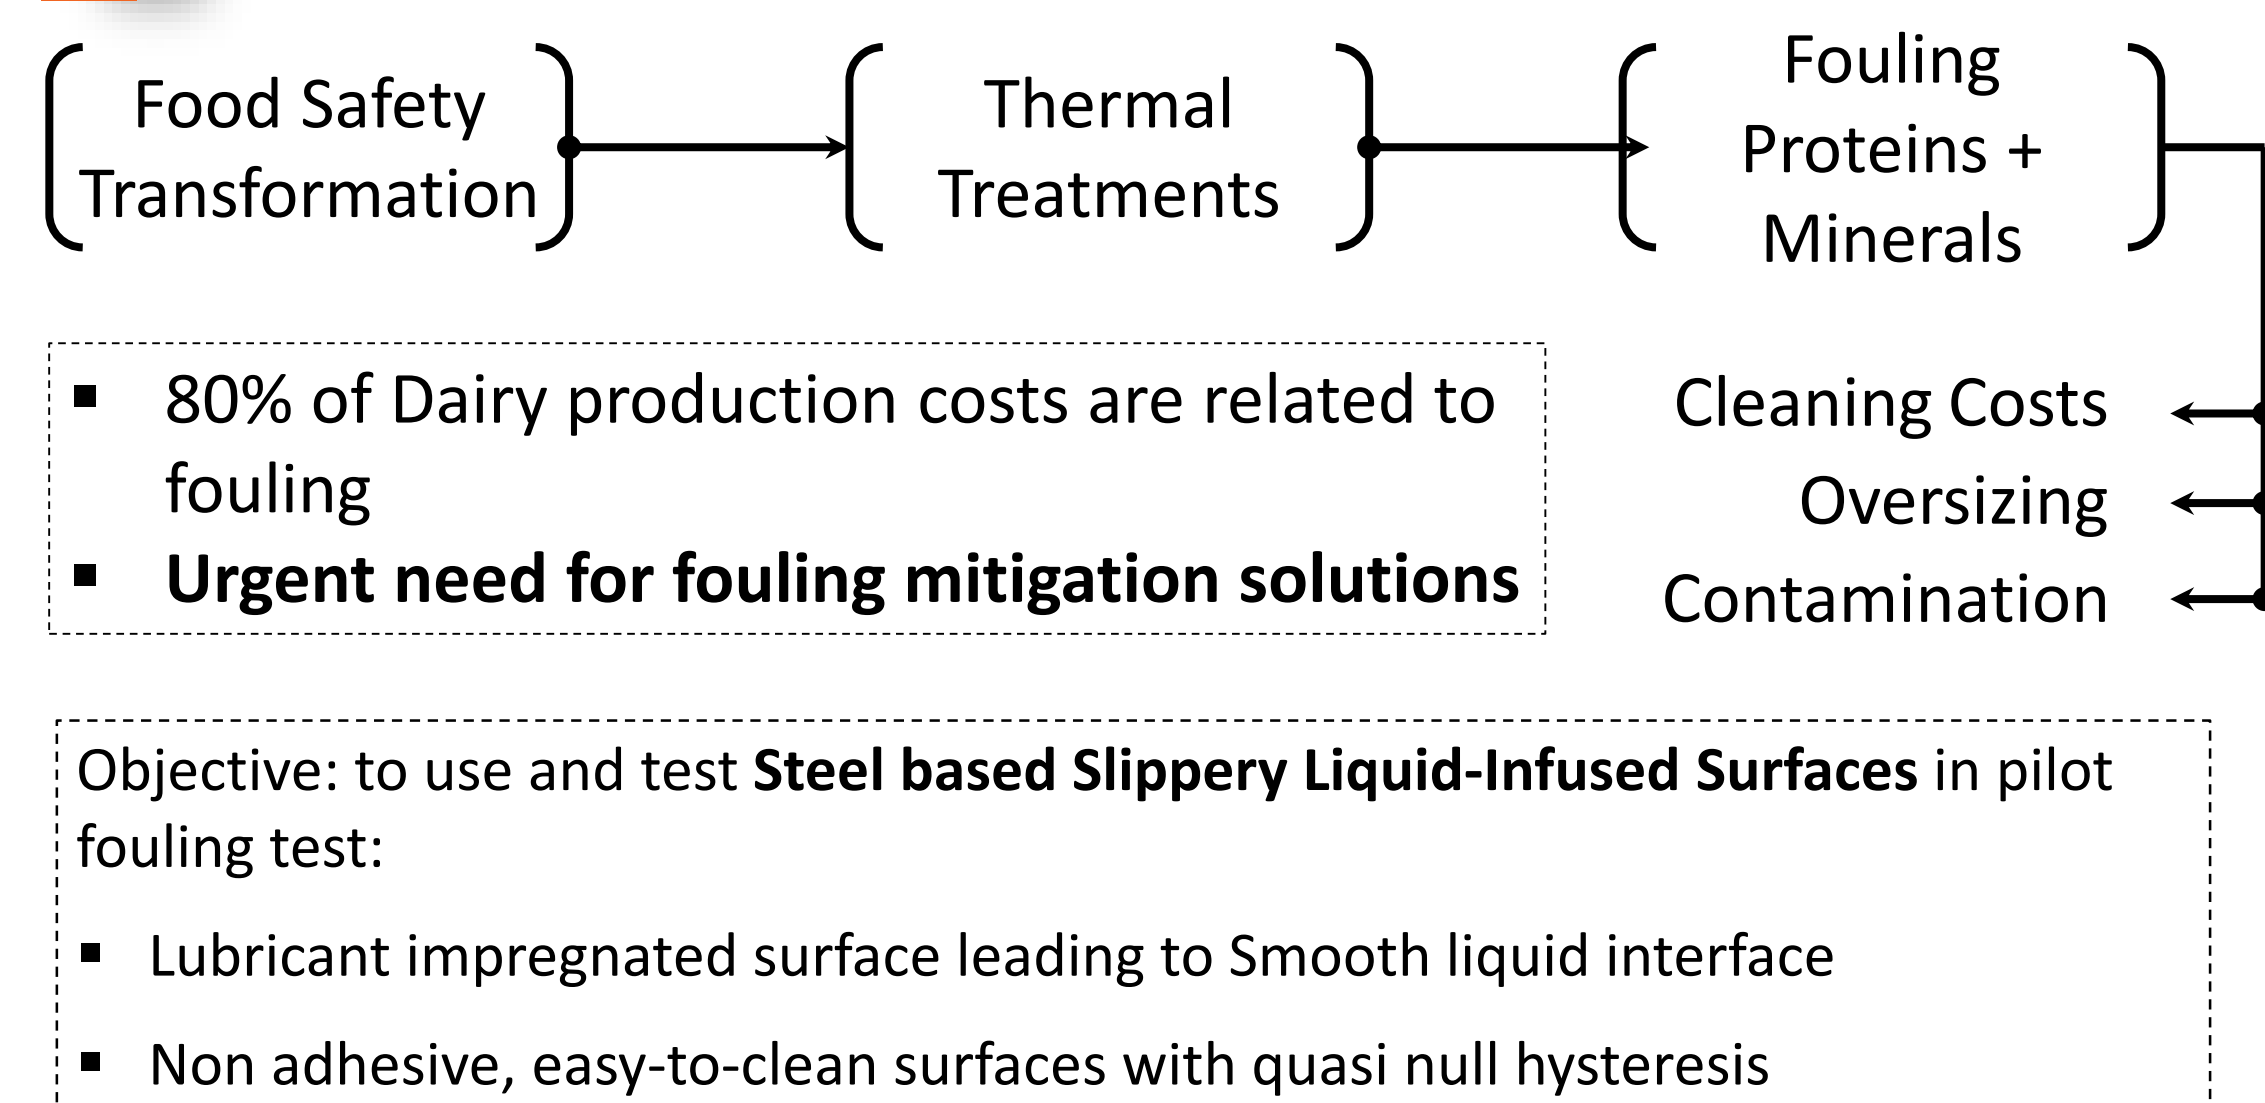 Food Safety
Transformation
Thermal
Treatments
Fouling
Proteins +
Minerals
▪ 80% of Dairy production costs are related to
fouling
▪ Urgent need for fouling mitigation solutions
Cleaning Costs
Oversizing
Contamination
Objective: to use and test Steel based Slippery Liquid-Infused Surfaces in pilot
fouling test:
▪ Lubricant impregnated surface leading to Smooth liquid interface
▪ Non adhesive, easy-to-clean surfaces with quasi null hysteresis